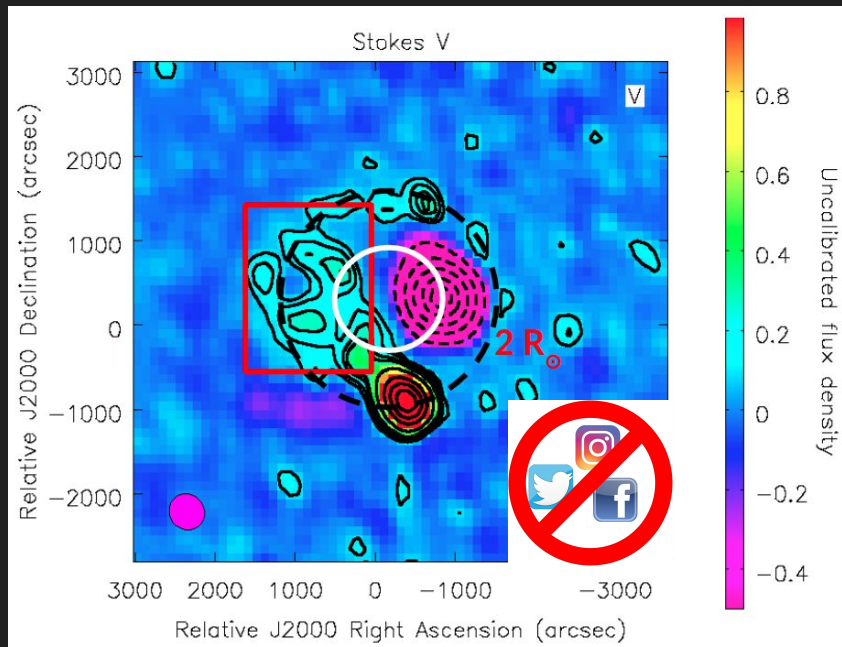 Stokes V
V
Relative J2000 Declination (arcsec)
3000
2000
1000
0
−1000
−2000
2 R☉
3000 2000 1000 0 −1000 −3000
Relative J2000 Right Ascension (arcsec)
0.8
0.6
0.4
0.2
0
−0.2
−0.4
Uncalibrated flux density
f